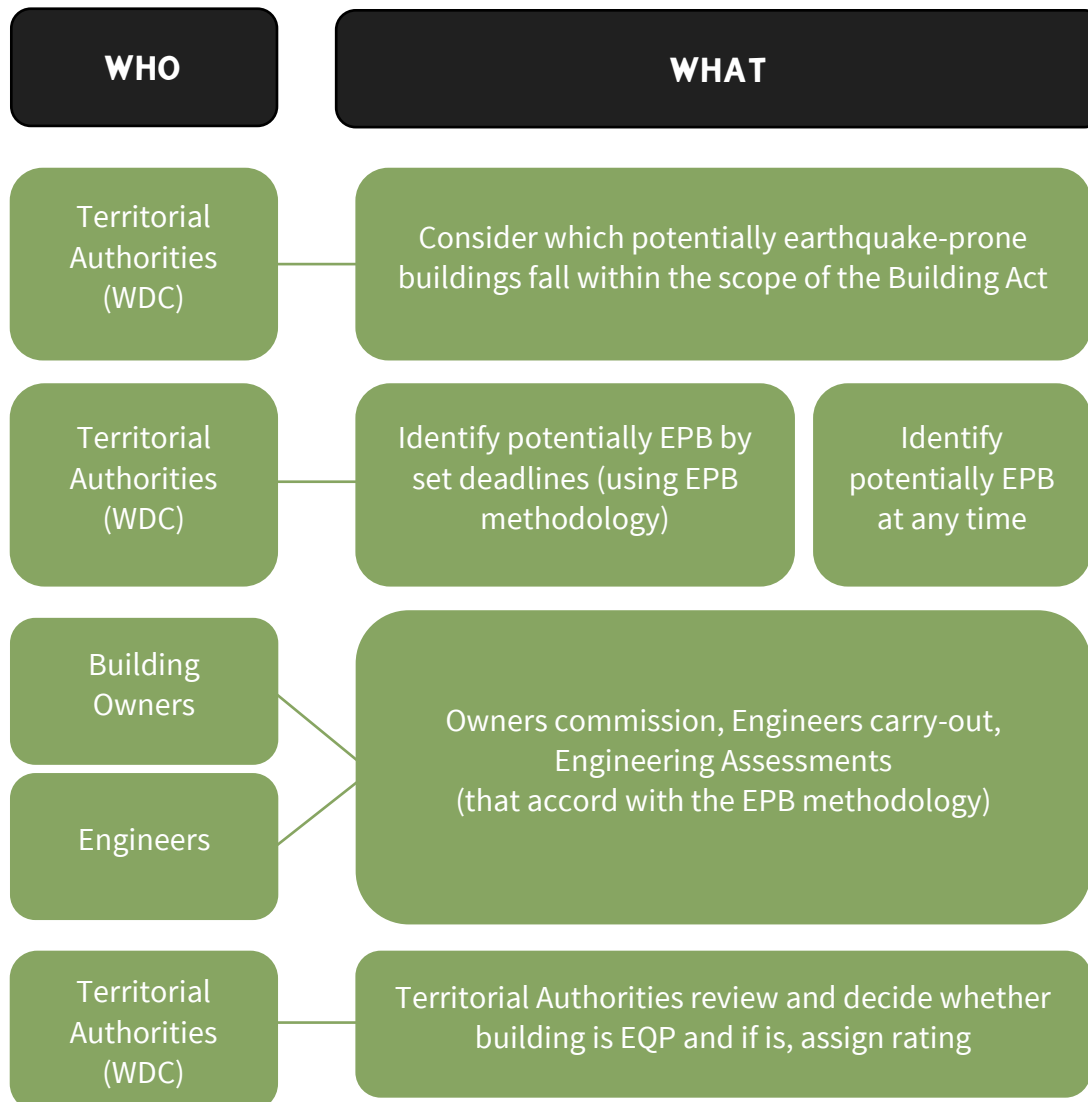 WHO
WHAT
Territorial
Authorities
(WDC)
Consider which potentially earthquake-prone
buildings fall within the scope of the Building Act
Territorial
Authorities
(WDC)
Identify potentially EPB by
set deadlines (using EPB
methodology)
Identify
potentially EPB
at any time
Building
Owners
Engineers
Owners commission, Engineers carry-out,
Engineering Assessments
(that accord with the EPB methodology)
Territorial
Authorities
(WDC)
Territorial Authorities review and decide whether
building is EQP and if is, assign rating